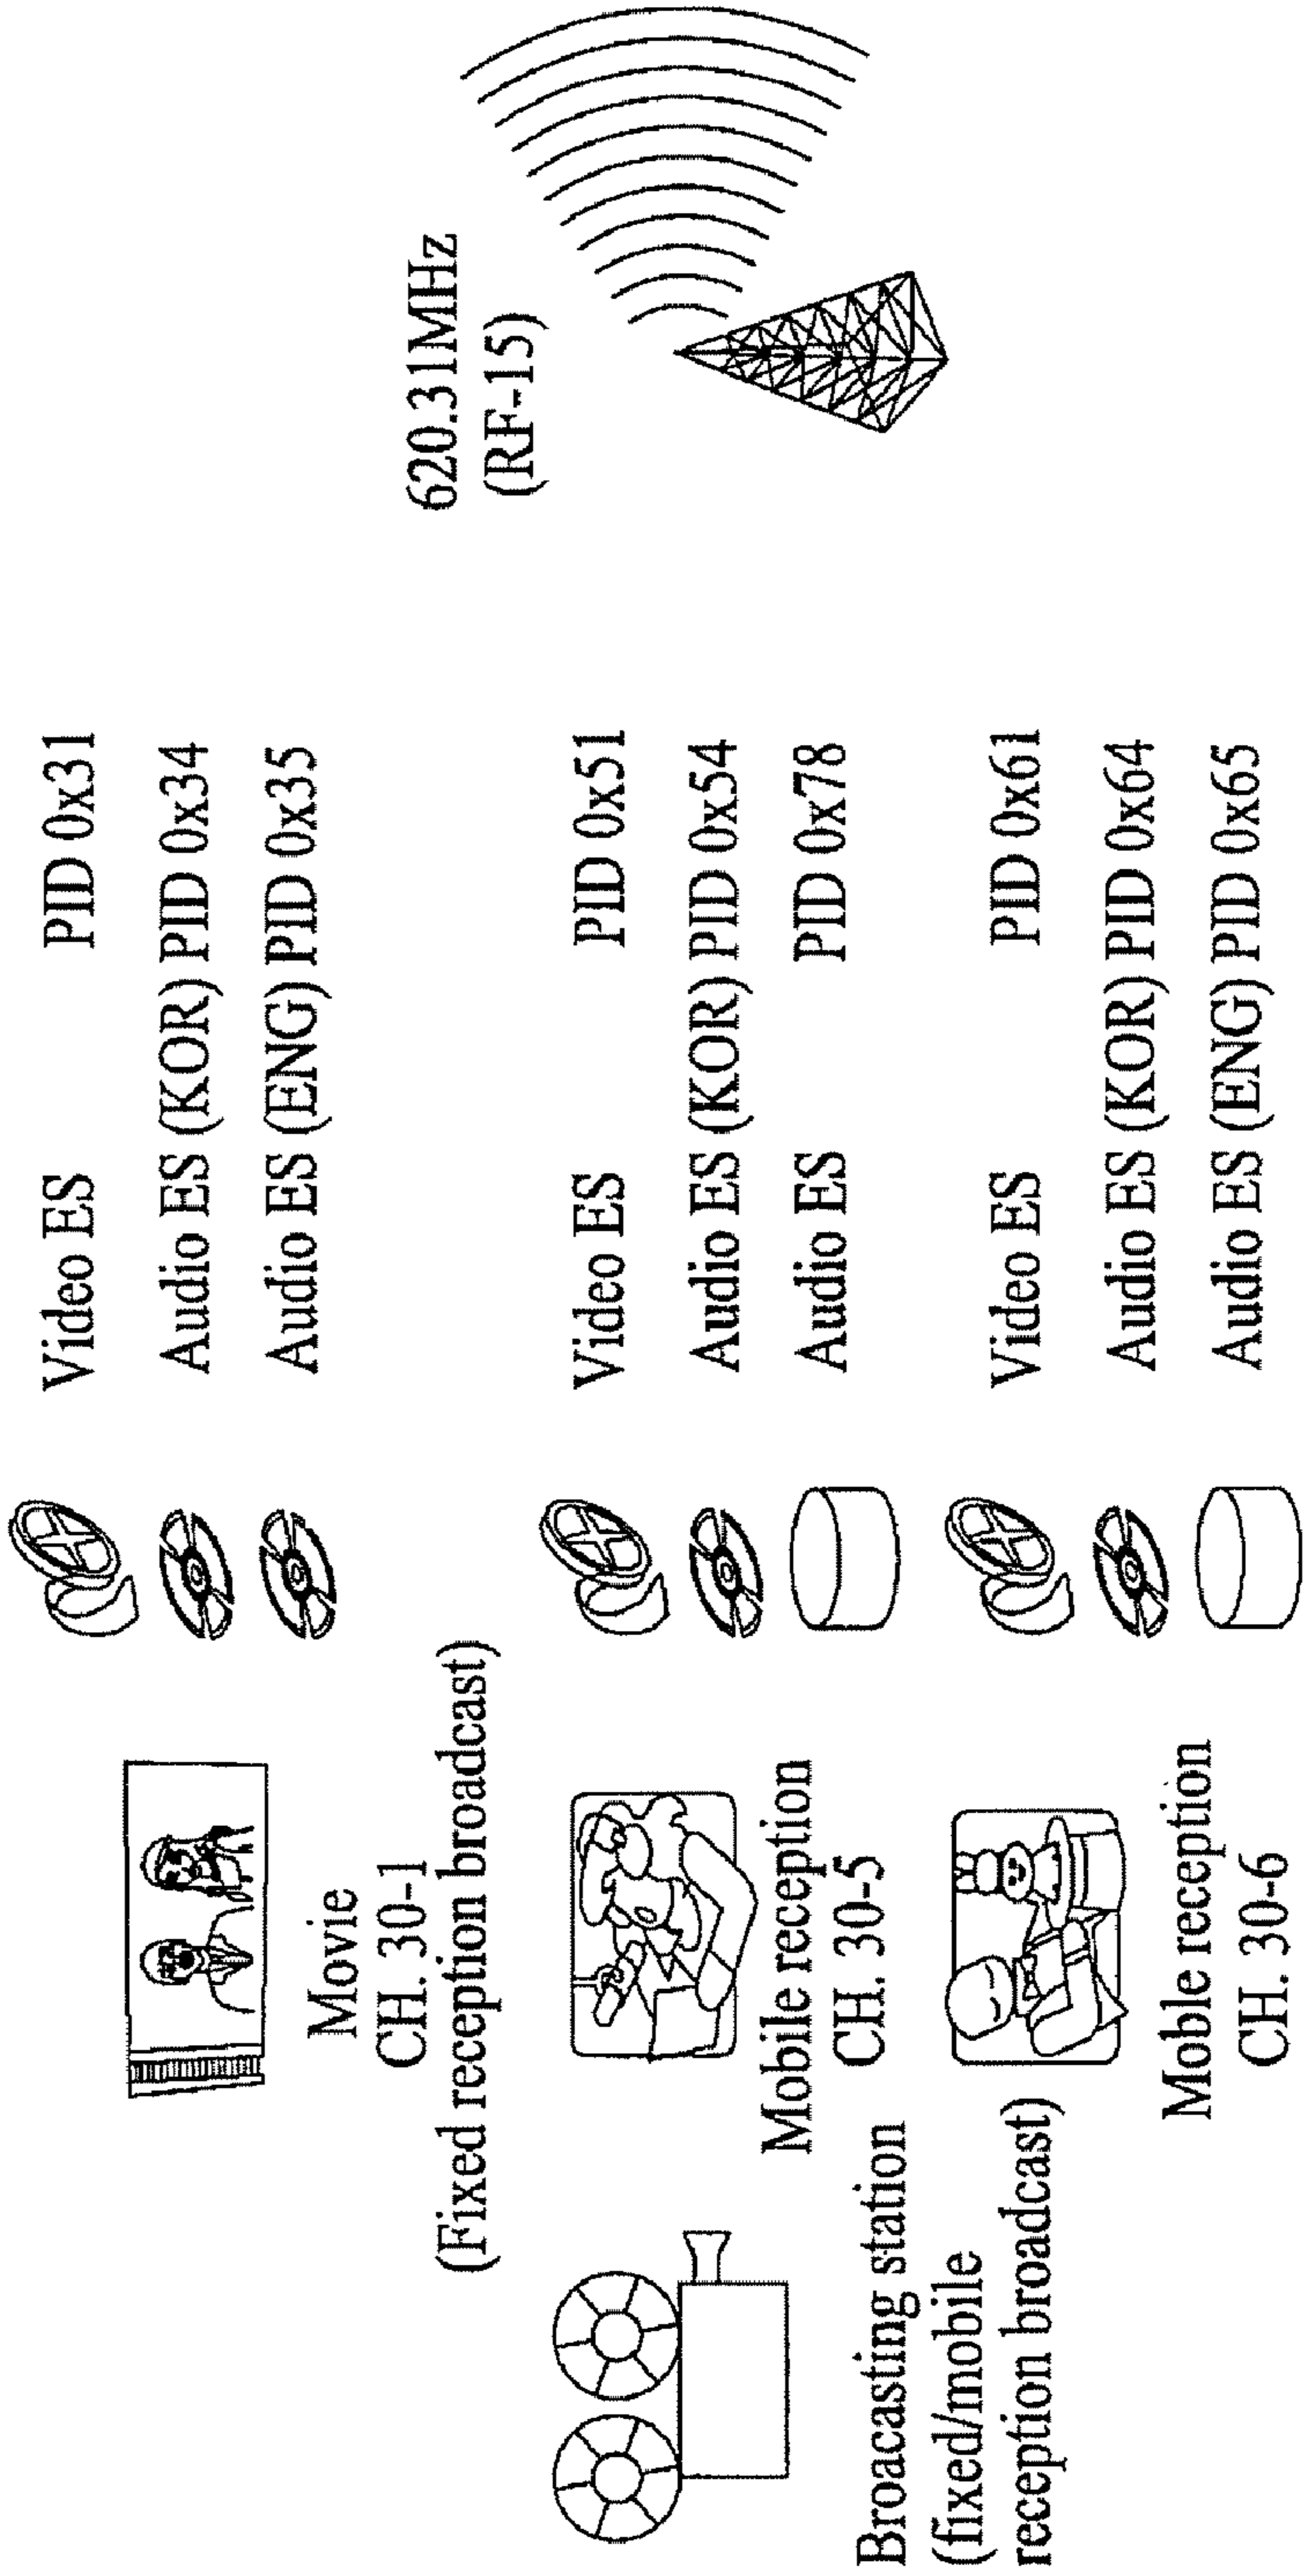 Brocasting station
(fixed/mobile
reception broadcast)
Movie
CH. 30-1
(Fixed reception broadcast)
Video ES PID 0x31
Audio ES (KOR) PID 0x34
Audio ES (ENG) PID 0x35
Mobile reception
CH. 30-5
Video ES PID 0x51
Audio ES (KOR) PID 0x54
Audio ES PID 0x78
Moble reception
CH. 30-6
Video ES PID 0x61
Audio ES (KOR) PID 0x64
Audio ES (ENG) PID 0x65
620.31MHz
(RF-15)